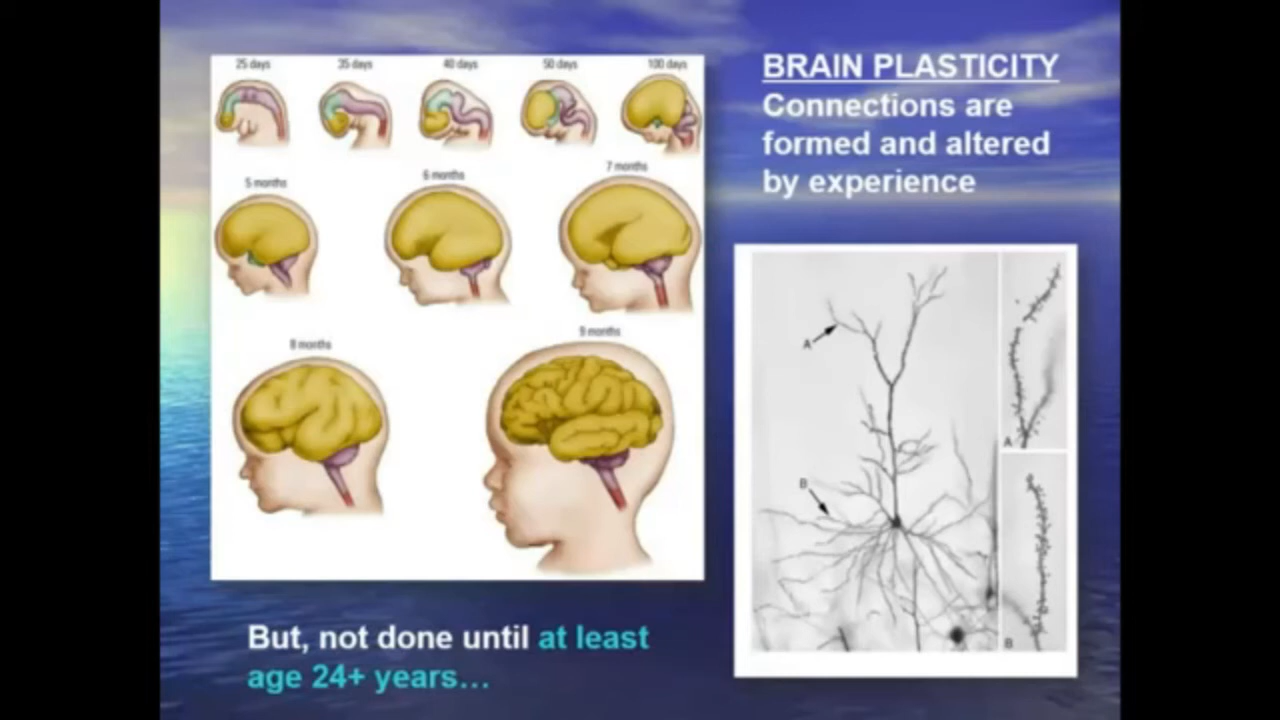 25 days 35 days 40 days 50 days 100 days
5 months 6 months 7 months
8 months 9 months
BRAIN PLASTICITY
Connections are
formed and altered
by experience
A
B
A
B
But, not done until at least
age 24+ years...